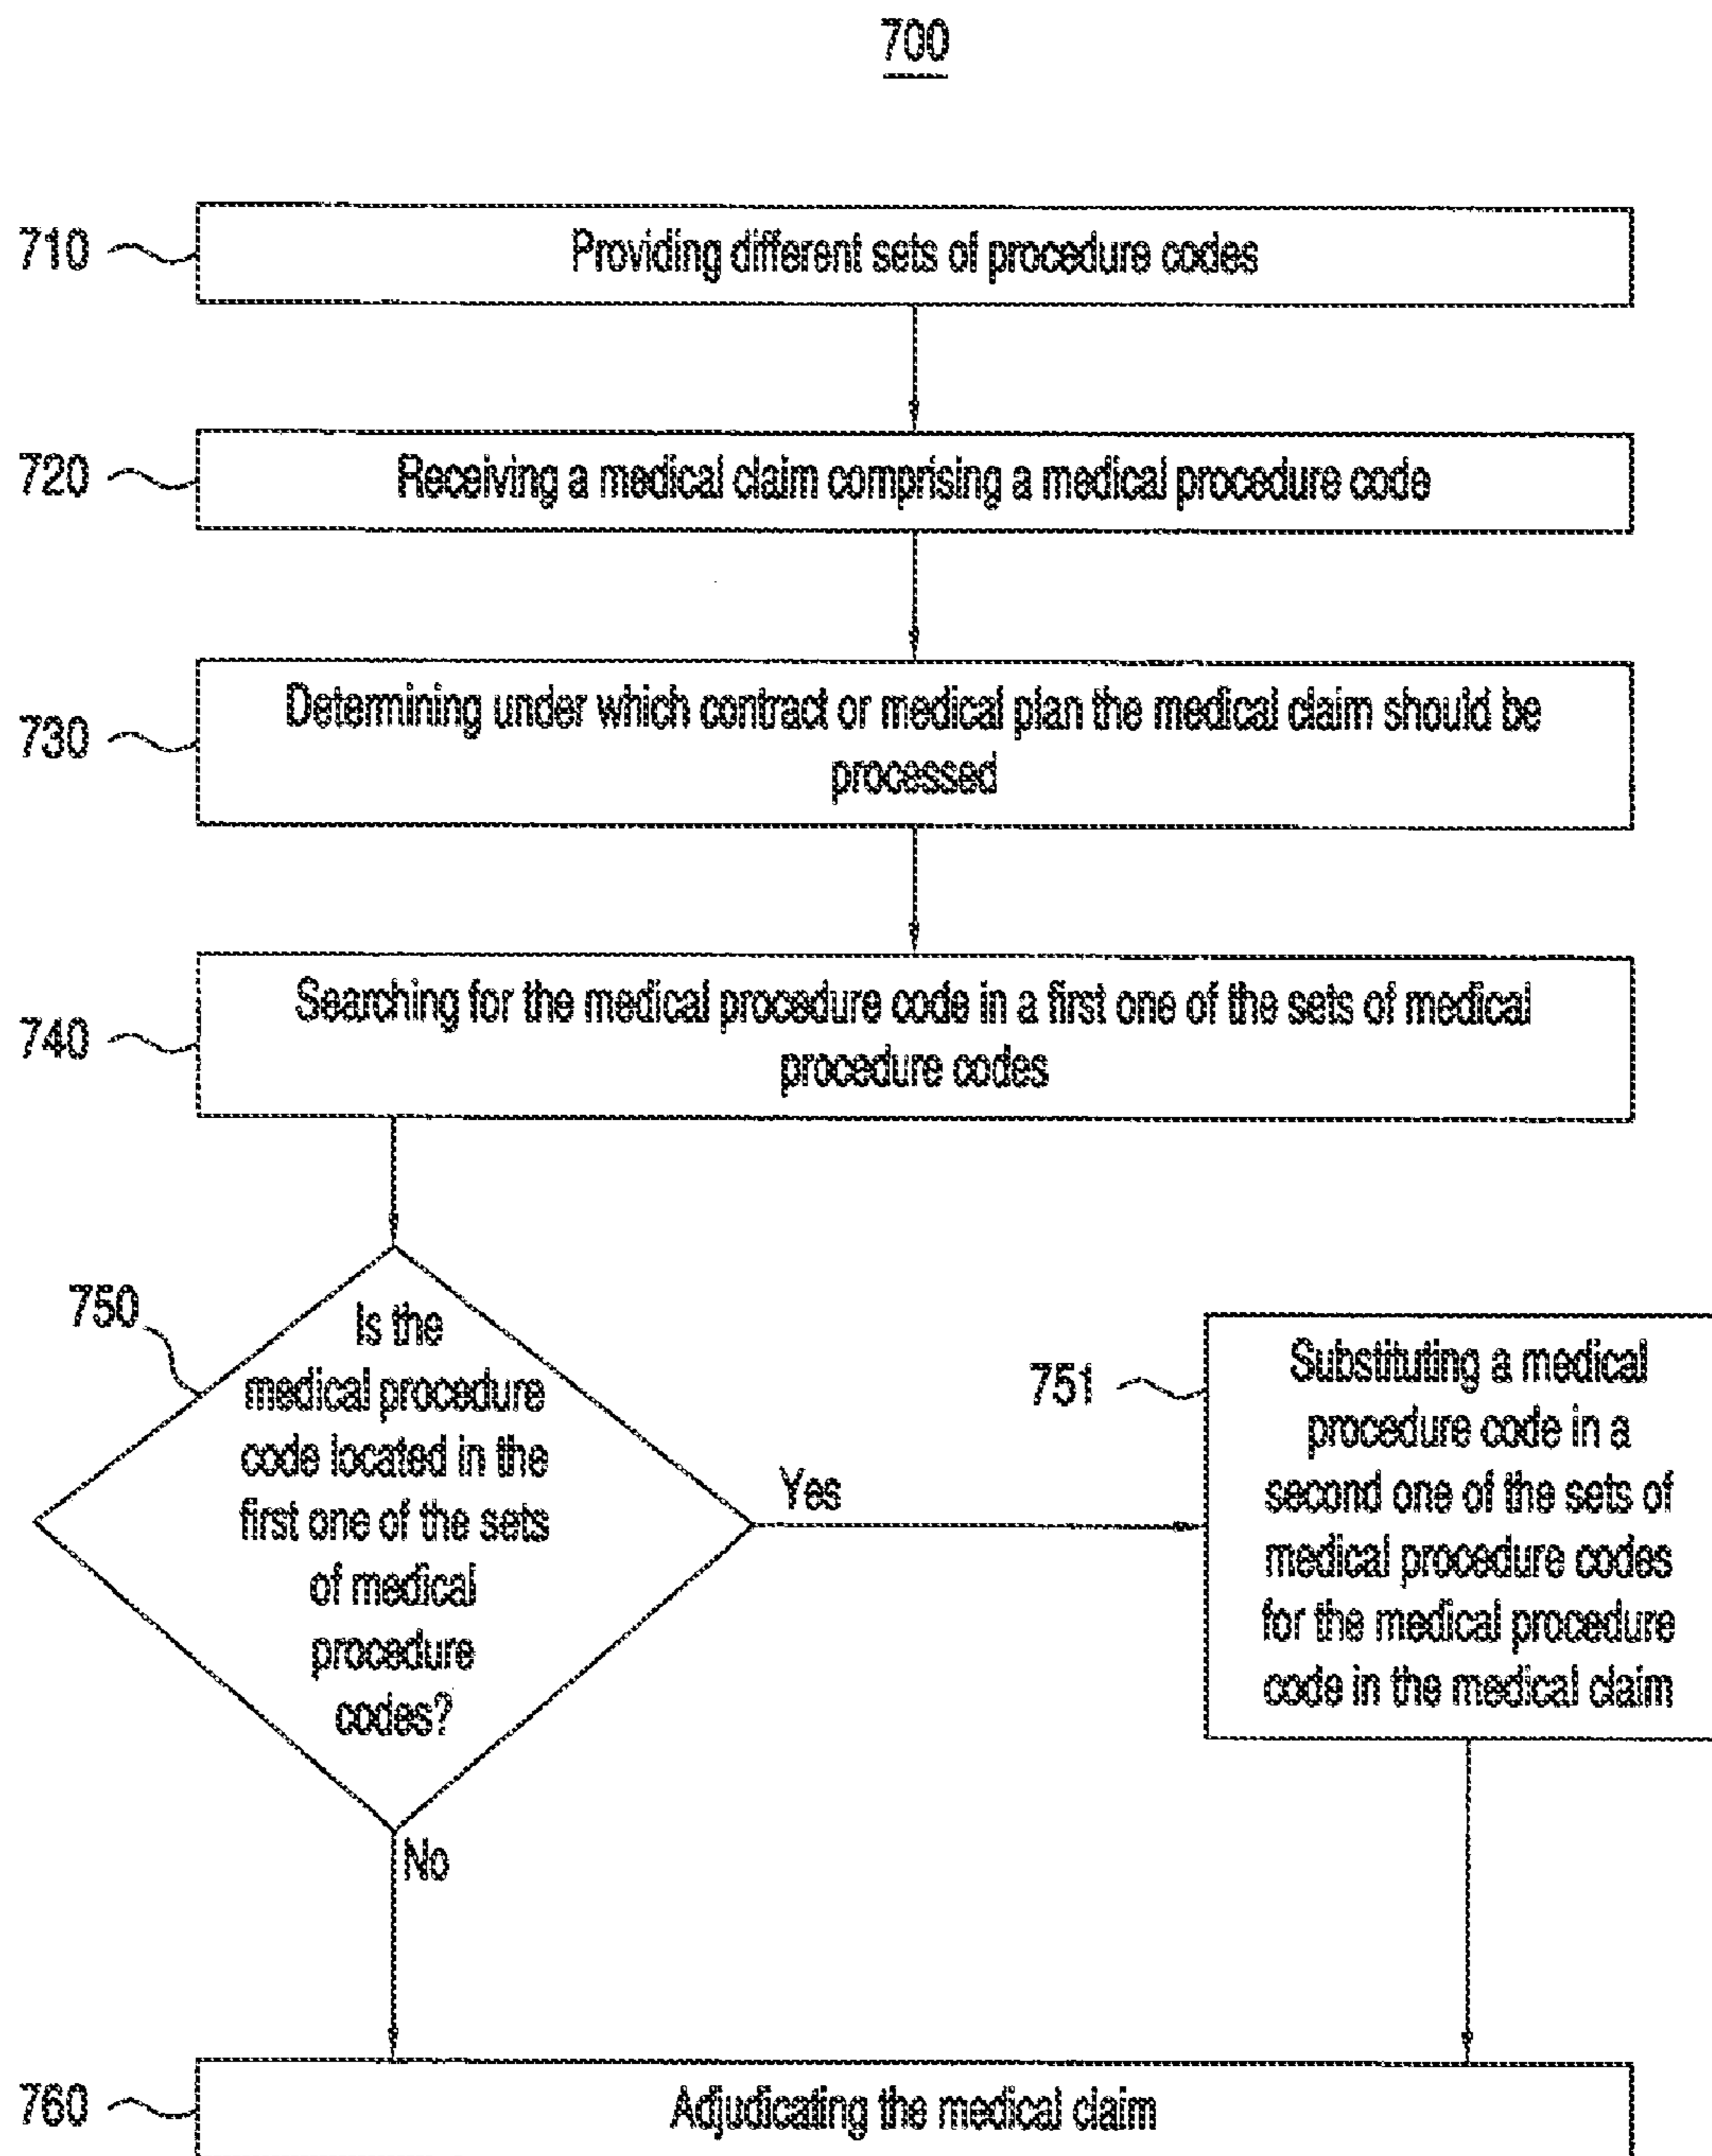 700
710
Providing different sets of procedure codes
720
Receiving a medical claim comprising a medical procedure code
730
Determining under which contract or medical plan the medical claim should be
processed
740
Searching for the medical procedure code in a first one of the sets of medical
procedure codes
750
Is the
medical procedure
code located in the
first one of the sets
of medical
procedure
codes?
Yes
No
751
Substituting a medical
procedure code in a
second one of the sets of
medical procedure codes
for the medical procedure
code in the medical claim
760
Adjudicating the medical claim